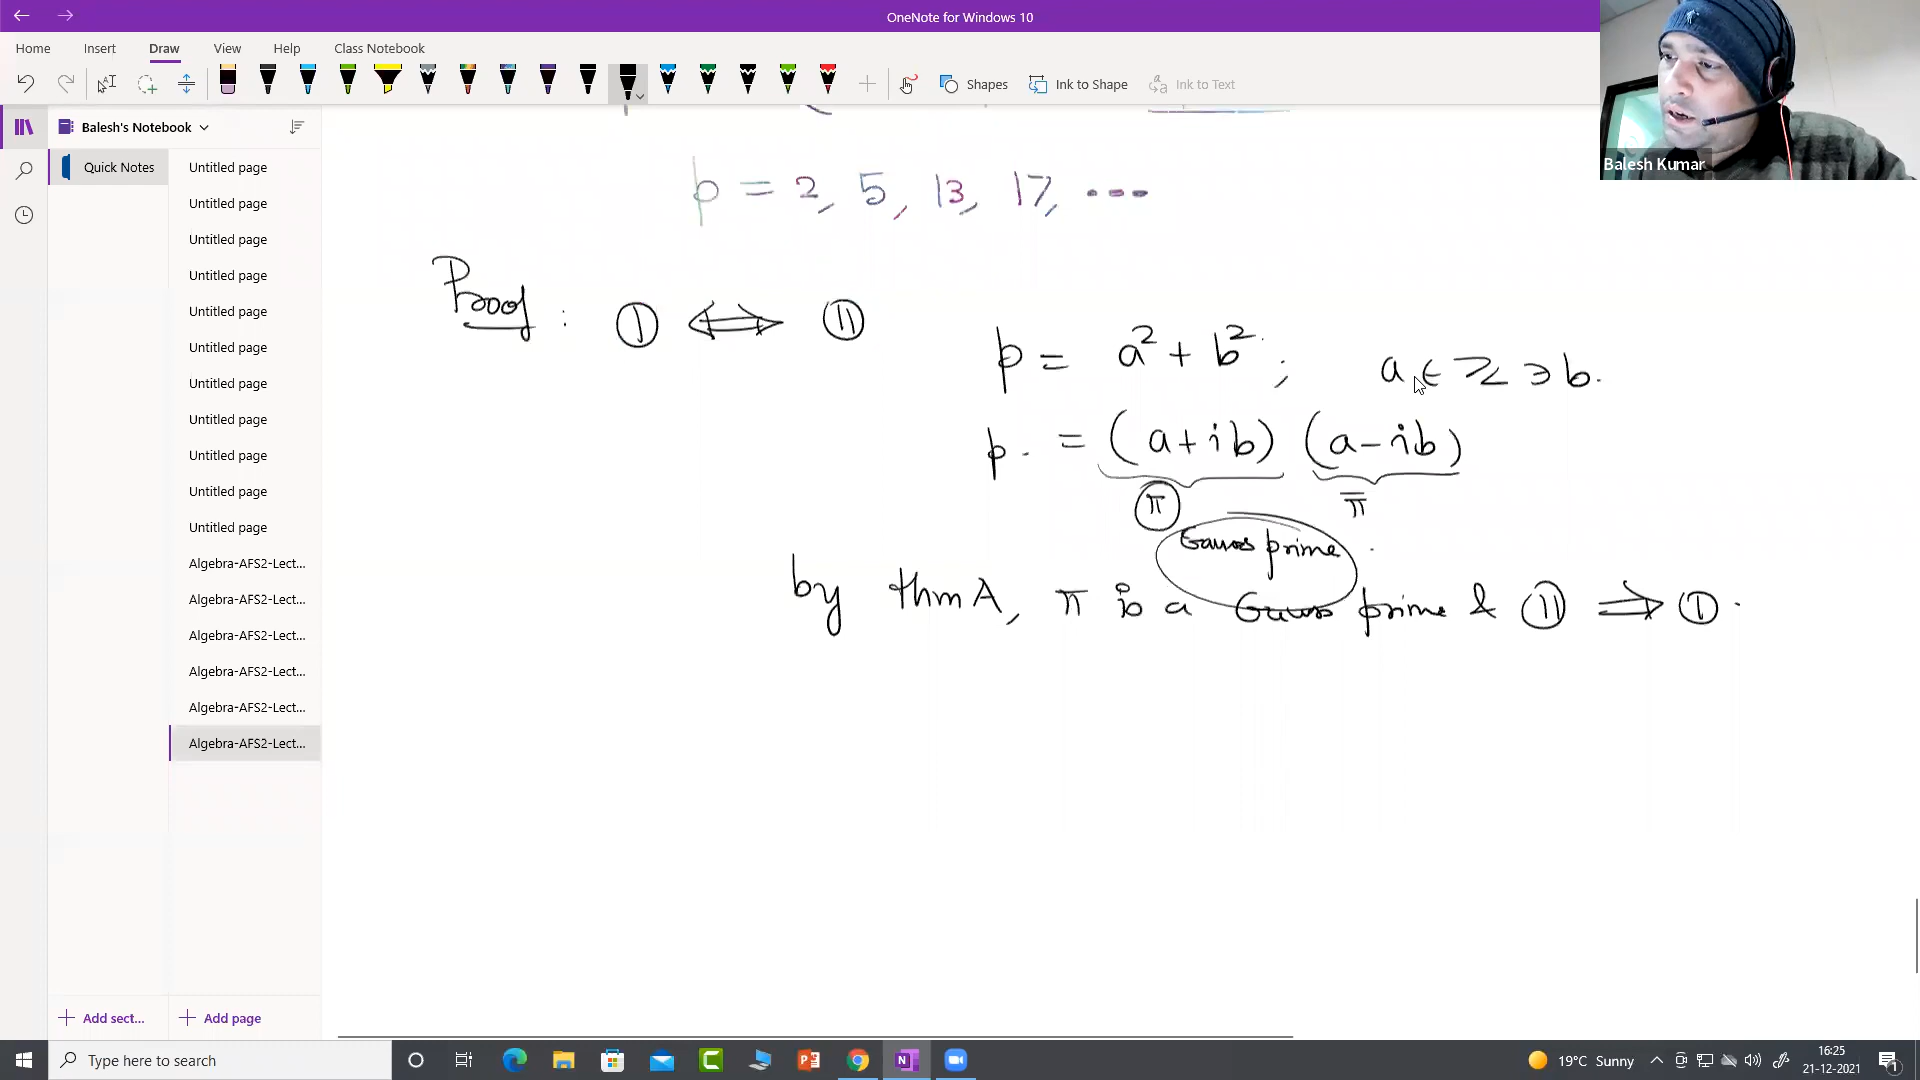 OneNote for Windows 10
Home Insert Draw View Help Class Notebook
Shapes Ink to Shape Ink to Text
Balesh's Notebook
Quick Notes
Untitled page
Untitled page
Untitled page
Untitled page
Untitled page
Untitled page
Untitled page
Untitled page
Untitled page
Untitled page
Untitled page
Algebra-AFS2-Lect...
Algebra-AFS2-Lect...
Algebra-AFS2-Lect...
Algebra-AFS2-Lect...
Algebra-AFS2-Lect...
Algebra-AFS2-Lect...
Add sect...
Add page
Balesh Kumar
p = 2, 5, 13, 17, ---
Proof : Ⓘ ⟺ Ⓘⓘ
p = a² + b² ; a ∈ ℤ ∋ b.
p. = (a+ib) (a-ib)
π π̄
Gauss prime.
by thm A, π is a Gauss prime & Ⓘⓘ ⟹ Ⓘ.
Type here to search
19°C Sunny
16:25
21-12-2021
1